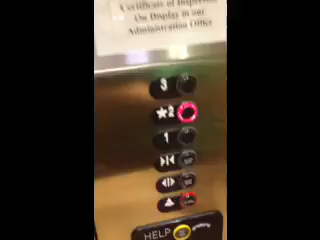 Certificate of Inspection
On Display in our
Administration Office
3
★2
1
HELP